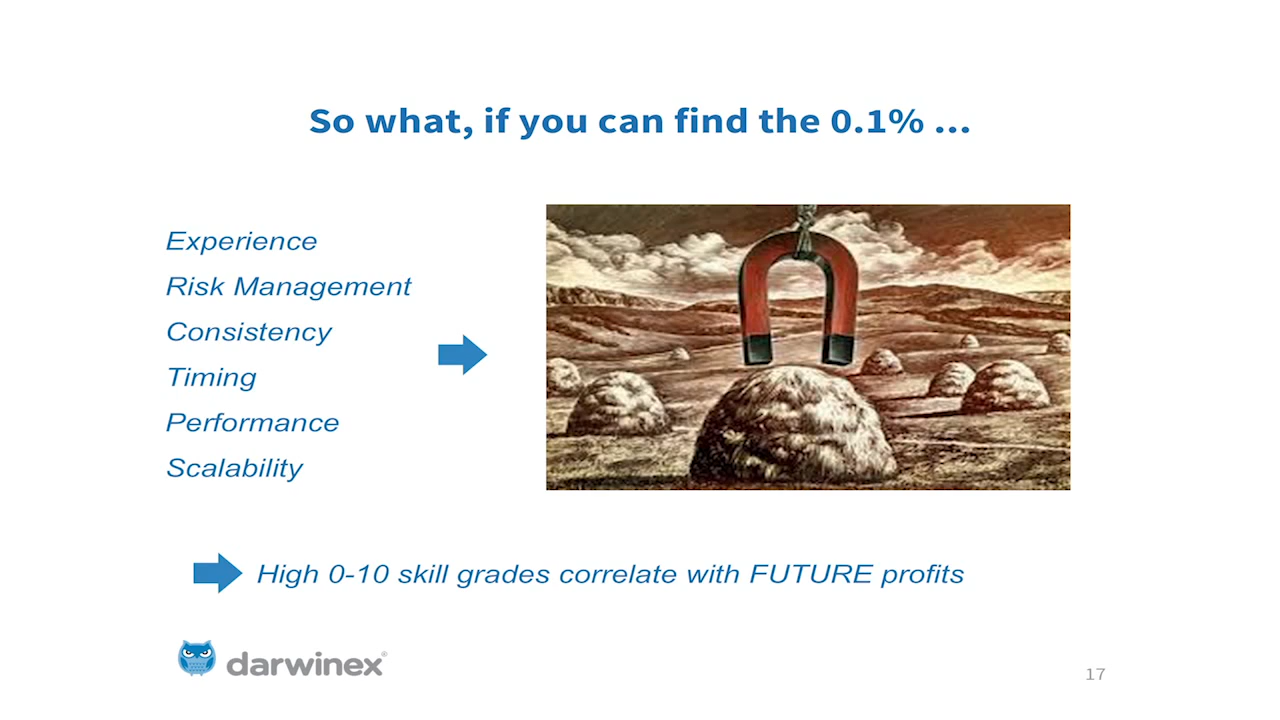 So what, if you can find the 0.1% ...
Experience
Risk Management
Consistency
Timing
Performance
Scalability
High 0-10 skill grades correlate with FUTURE profits
darwinex®
17